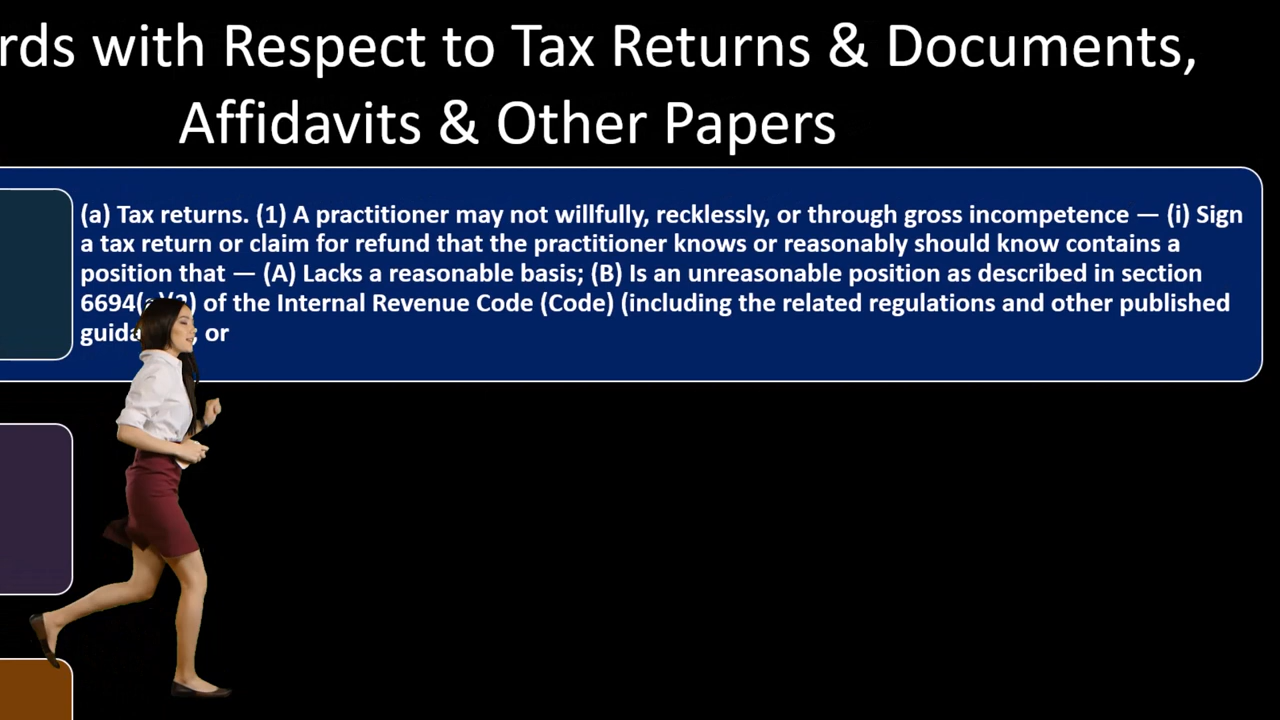 rds with Respect to Tax Returns & Documents,
Affidavits & Other Papers
(a) Tax returns. (1) A practitioner may not willfully, recklessly, or through gross incompetence — (i) Sign
a tax return or claim for refund that the practitioner knows or reasonably should know contains a
position that — (A) Lacks a reasonable basis; (B) Is an unreasonable position as described in section
of the Internal Revenue Code (Code) (including the related regulations and other published
or